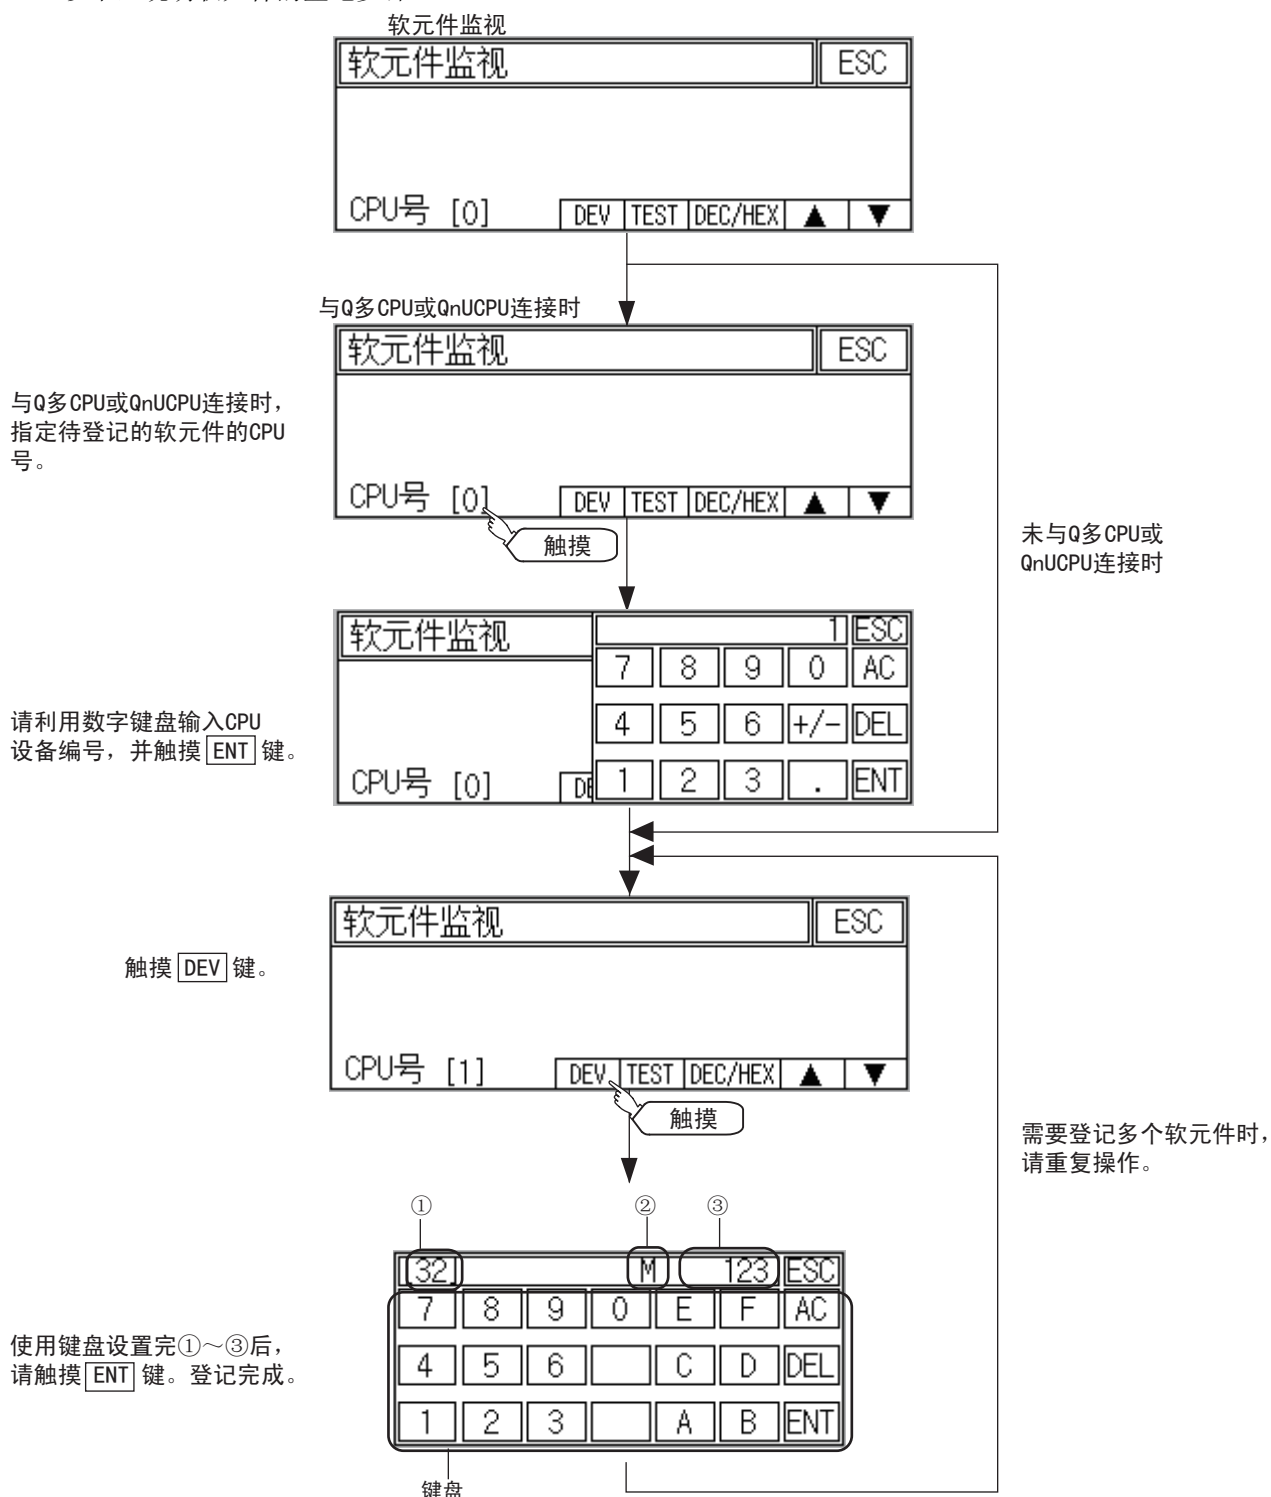 软元件监视
软元件监视 ESC
CPU号 [0] DEV TEST DEC/HEX ▲ ▼
与Q多CPU或QnUCPU连接时
软元件监视 ESC
与Q多CPU或QnUCPU连接时，
指定待登记的软元件的CPU
号。
CPU号 [0] DEV TEST DEC/HEX ▲ ▼
触摸
未与Q多CPU或
QnUCPU连接时
软元件监视 1 ESC
7 8 9 0 AC
4 5 6 +/- DEL
CPU号 [0] 1 2 3 . ENT
请利用数字键盘输入CPU
设备编号，并触摸 ENT 键。
软元件监视 ESC
触摸 DEV 键。
CPU号 [1] DEV TEST DEC/HEX ▲ ▼
触摸
需要登记多个软元件时，
请重复操作。
① ② ③
[32] M 123 ESC
7 8 9 0 E F AC
4 5 6 C D DEL
1 2 3 A B ENT
使用键盘设置完①～③后，
请触摸 ENT 键。登记完成。
键盘